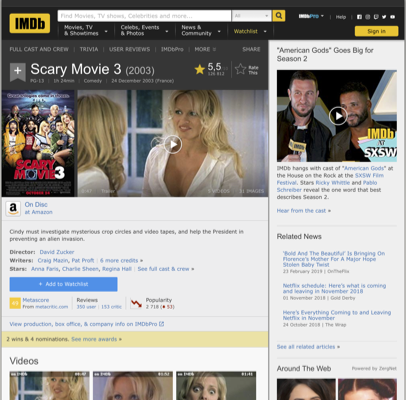 IMDb
Find Movies, TV Shows, Celebrities and more...
All
IMDbPro
Help
Movies, TV
& Showtimes
Celebs, Events
& Photos
News &
Community
Watchlist
Sign in
FULL CAST AND CREW | TRIVIA | USER REVIEWS | IMDbPro | MORE
SHARE
Scary Movie 3 (2003)
PG-13 | 1h 24min | Comedy | 24 December 2003 (France)
5,5
Rate
This
SCARY
MOVIE 3
On Disc
at Amazon
Cindy must investigate mysterious crop circles and video tapes, and help the President in
preventing an alien invasion.
Director: David Zucker
Writers: Craig Mazin, Pat Proft | 6 more credits »
Stars: Anna Faris, Charlie Sheen, Regina Hall | See full cast & crew »
+ Add to Watchlist
Metascore
From metacritic.com
Reviews
350 user | 153 critic
Popularity
2 718
View production, box office, & company info on IMDbPro
2 wins & 4 nominations. See more awards »
Videos
"American Gods" Goes Big for
Season 2
IMDb
at
SXSW
IMDb hangs with cast of "American Gods"
at the House on the Rock at the SXSW Film
Festival. Stars Ricky Whittle and Pablo
Schreiber reveal the one word that best
describes Season 2.
Hear from the cast »
Related News
'Bold And The Beautiful' Is Bringing On
Florence's Mother For A Major Hope
Stolen Baby Twist
23 February 2019 | OnTheFlix
Netflix schedule: Here's what is coming
and leaving in November 2018
01 November 2018 | Gold Derby
Here's Everything Coming to and Leaving
Netflix in November
24 October 2018 | The Wrap
See all related articles »
Around The Web
Powered by ZergNet